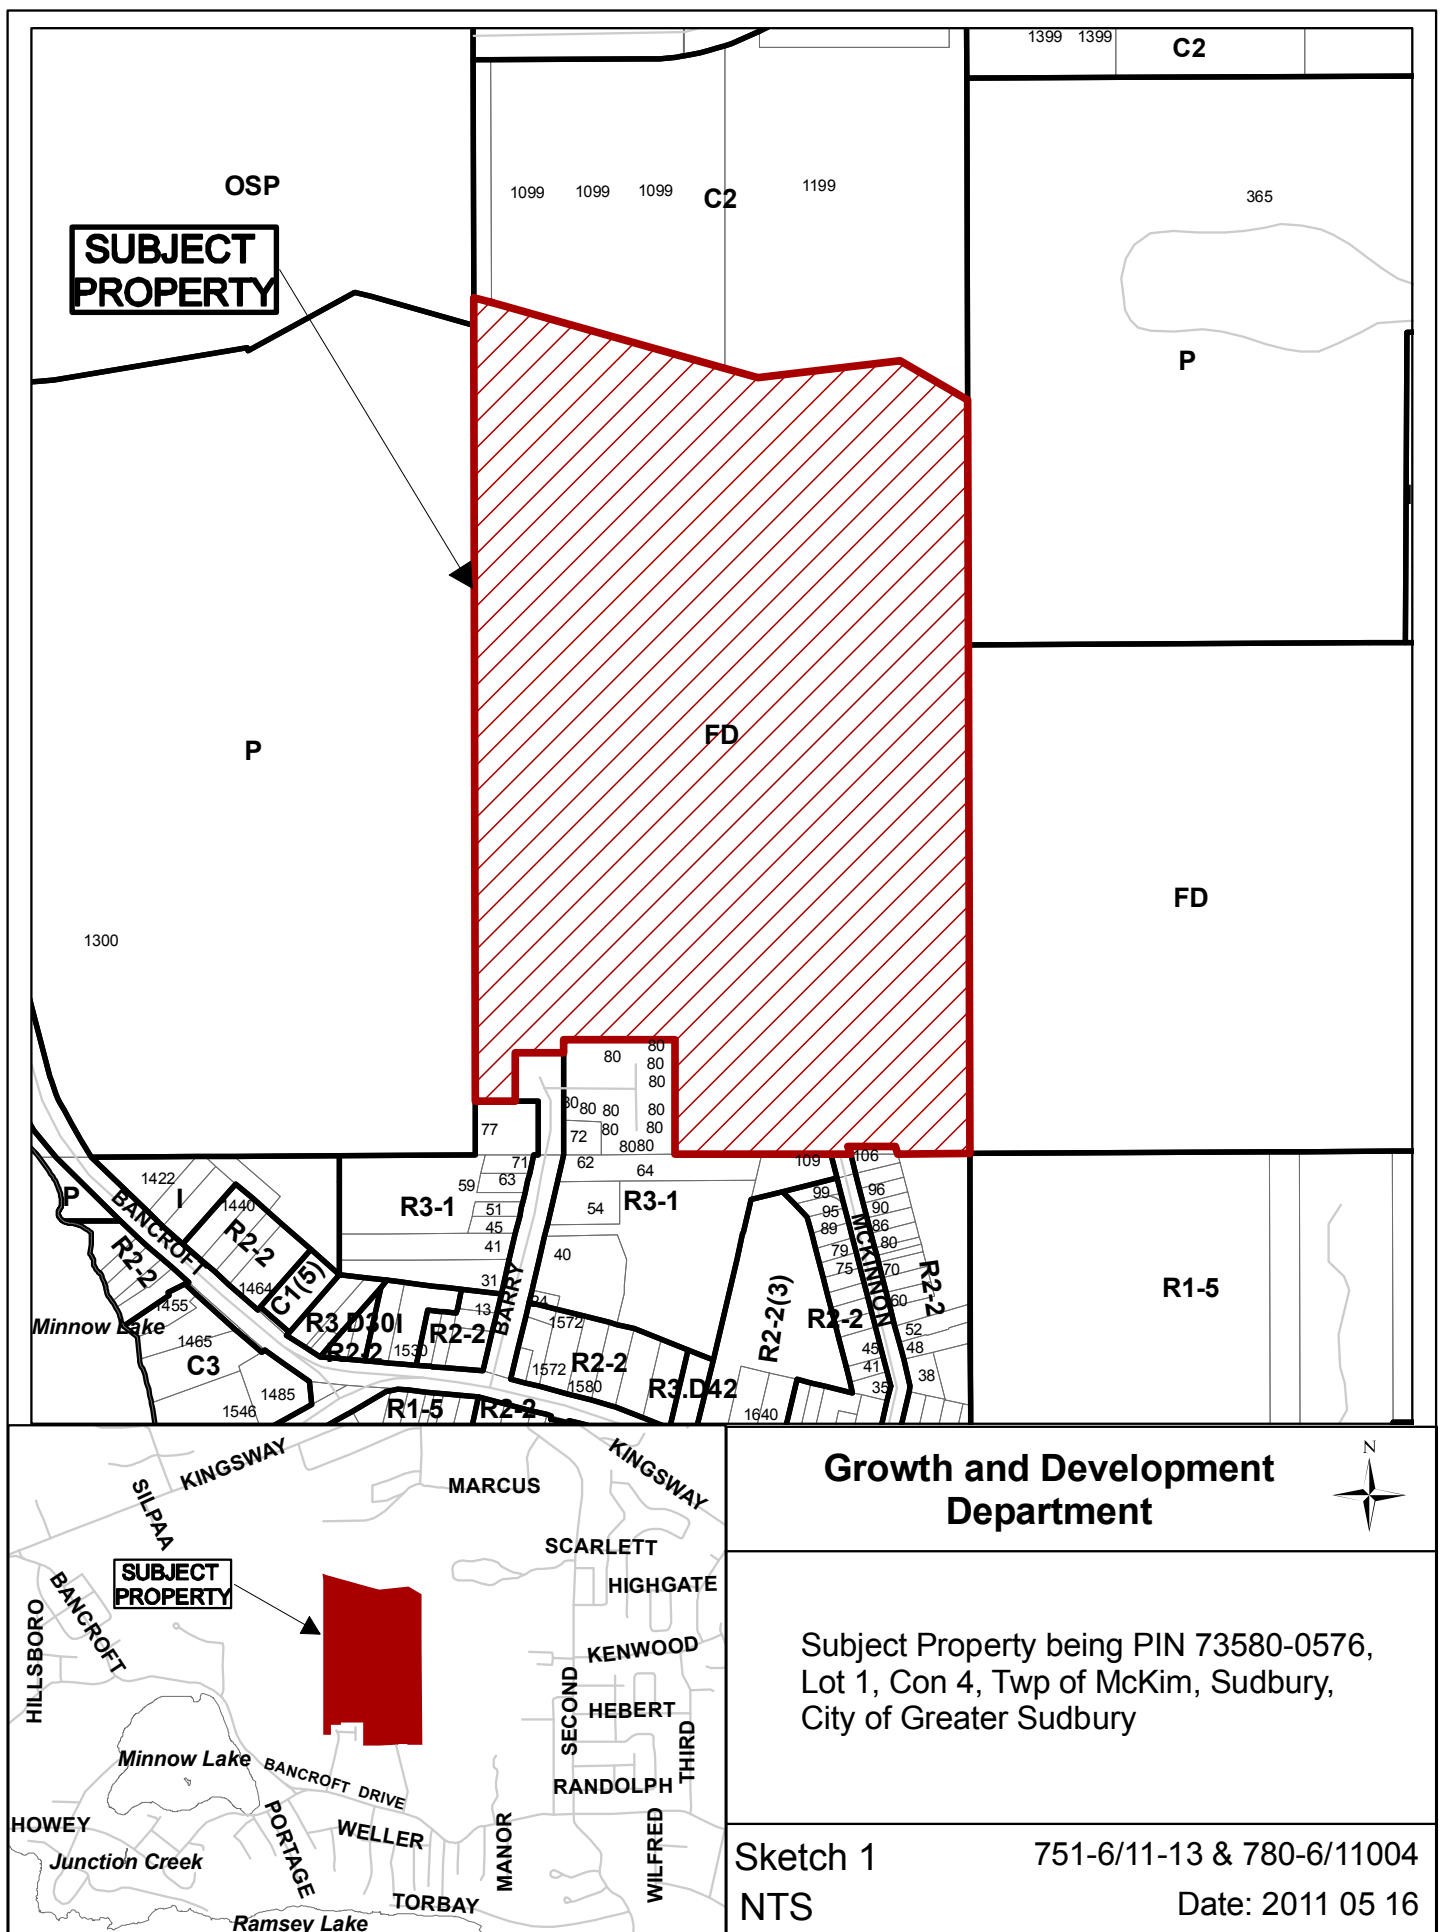 1399 1399
C2
OSP
1099 1099 1099 C2 1199
365
SUBJECT
PROPERTY
P
FD
P
FD
1300
80 80
80
80
80 80 80 80
77 72 80 80
80 80
71 62 109 106
1422 59 63 64
P I R3-1 R3-1 99 96
1440 51 54 95 90
BANCROFT 45 89 86
R2-2 R2-2 41 40 79 80
75 70
MCKINNON
R2-2
1464 C1(5) 31 BARRY R2-2(3) R1-5
1455 13 24 R2-2 60
Minnow Lake R3.D30I 1572 52
1465 R2-2 1530 R2-2 45 48
C3 1572 R2-2 41 38
1485 1580 R3.D42 35
1546 R1-5 R2-2 1640
KINGSWAY
KINGSWAY
MARCUS
SILPAA
SCARLETT
SUBJECT
PROPERTY
HIGHGATE
BANCROFT
HILLSBORO
KENWOOD
SECOND
HEBERT
THIRD
Minnow Lake
BANCROFT DRIVE
RANDOLPH
HOWEY
PORTAGE
WELLER
MANOR
WILFRED
Junction Creek
TORBAY
Ramsey Lake
Growth and Development
Department
N
Subject Property being PIN 73580-0576,
Lot 1, Con 4, Twp of McKim, Sudbury,
City of Greater Sudbury
Sketch 1 751-6/11-13 & 780-6/11004
NTS Date: 2011 05 16